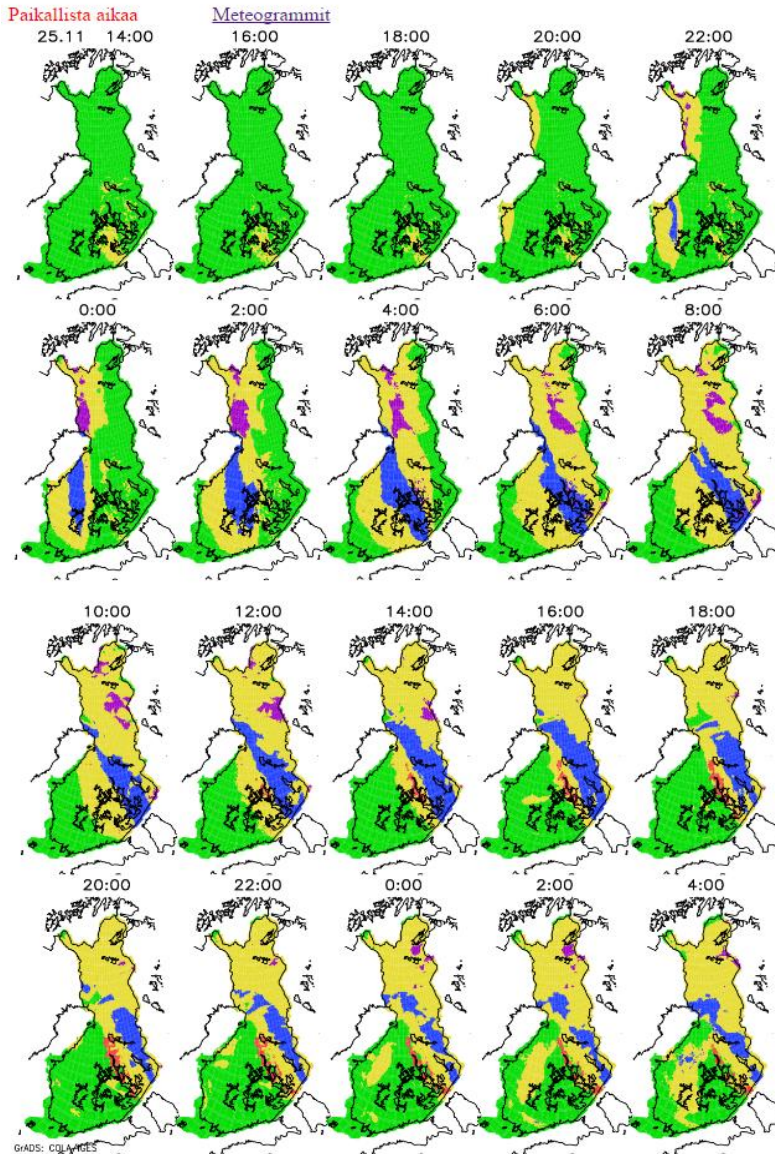 Paikallista aikaa Meteogrammit
25.11 14:00 16:00 18:00 20:00 22:00
0:00 2:00 4:00 6:00 8:00
10:00 12:00 14:00 16:00 18:00
20:00 22:00 0:00 2:00 4:00
GrADS: COLA/IGES